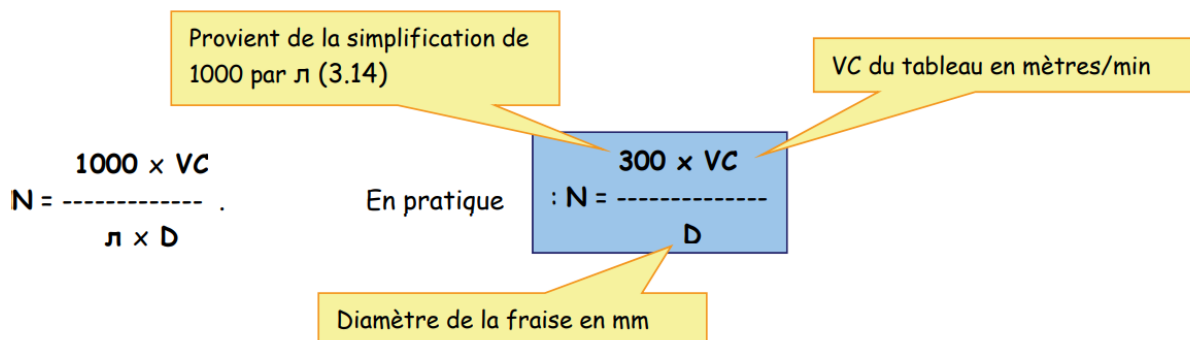 Provient de la simplification de
1000 par л (3.14)
VC du tableau en mètres/min
1000 x VC
N = ------------- .
л x D
En pratique
300 x VC
: N = --------------
D
Diamètre de la fraise en mm